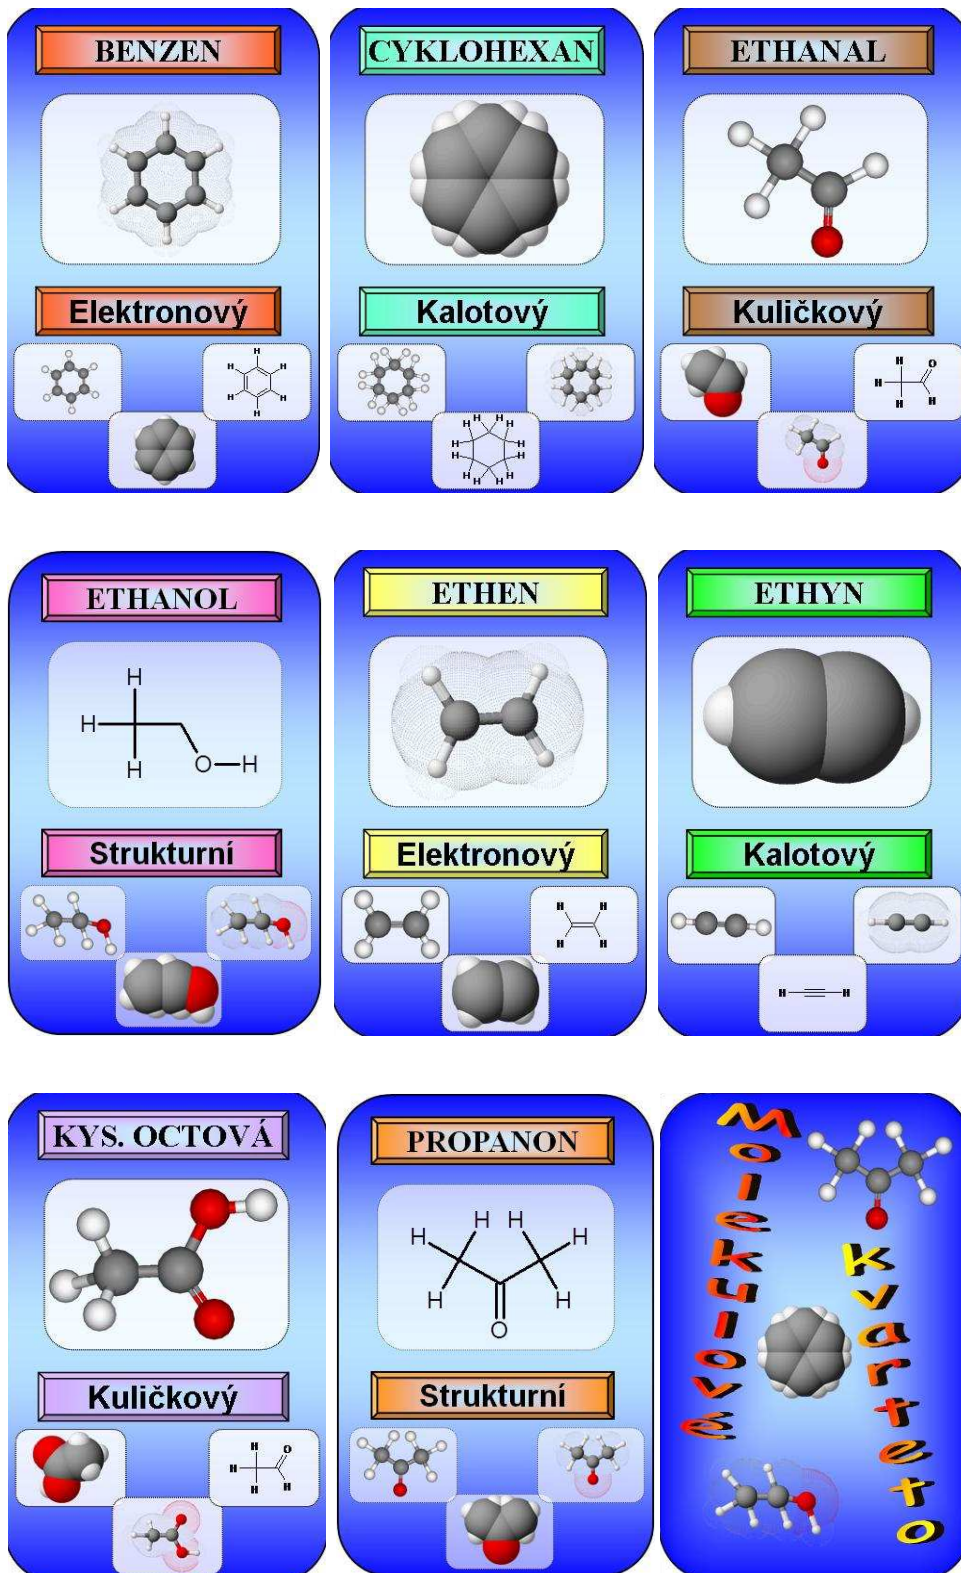 BENZEN
Elektronový
H
H
H
H
H
H
CYKLOHEXAN
Kalotový
H H H H
H H
H H
H H H H
ETHANAL
Kuličkový
H
O
H
H
H
ETHANOL
H
H
H
O
H
Strukturní
ETHEN
Elektronový
H
H
H
H
ETHYN
Kalotový
H
H
KYS. OCTOVÁ
Kuličkový
H
O
H
H
H
PROPANON
H H
H H
H H
O
Strukturní
Molekulové
Kvarteto